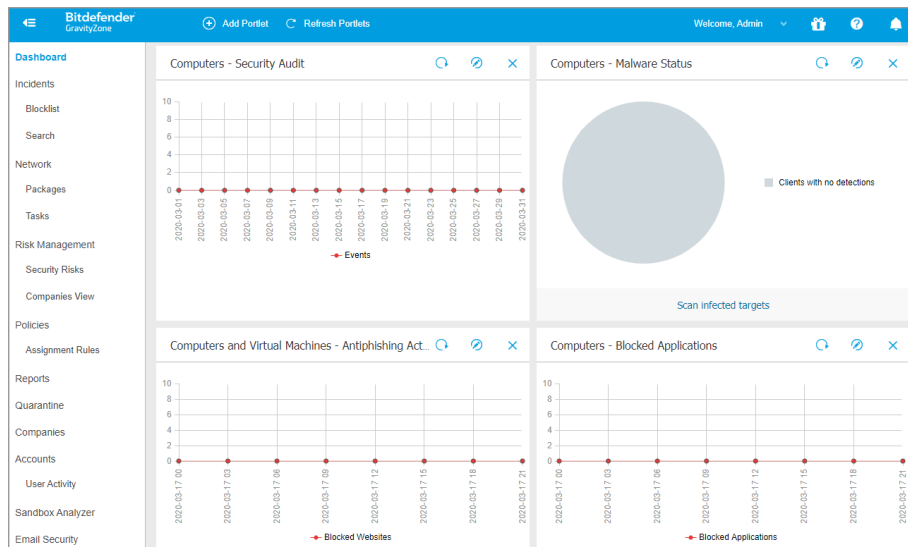 Bitdefender
GravityZone
Add Portlet
Refresh Portlets
Welcome, Admin
Dashboard
Incidents
Blocklist
Search
Network
Packages
Tasks
Risk Management
Security Risks
Companies View
Policies
Assignment Rules
Reports
Quarantine
Companies
Accounts
User Activity
Sandbox Analyzer
Email Security
Computers - Security Audit
10
8
6
4
2
0
2020-03-01
2020-03-03
2020-03-05
2020-03-07
2020-03-09
2020-03-11
2020-03-13
2020-03-15
2020-03-17
2020-03-19
2020-03-21
2020-03-23
2020-03-25
2020-03-27
2020-03-29
2020-03-31
Events
Computers - Malware Status
Clients with no detections
Scan infected targets
Computers and Virtual Machines - Antiphishing Act...
10
8
6
4
2
0
2020-03-17 00
2020-03-17 03
2020-03-17 06
2020-03-17 09
2020-03-17 12
2020-03-17 15
2020-03-17 18
2020-03-17 21
Blocked Websites
Computers - Blocked Applications
10
8
6
4
2
0
2020-03-17 00
2020-03-17 03
2020-03-17 06
2020-03-17 09
2020-03-17 12
2020-03-17 15
2020-03-17 18
2020-03-17 21
Blocked Applications